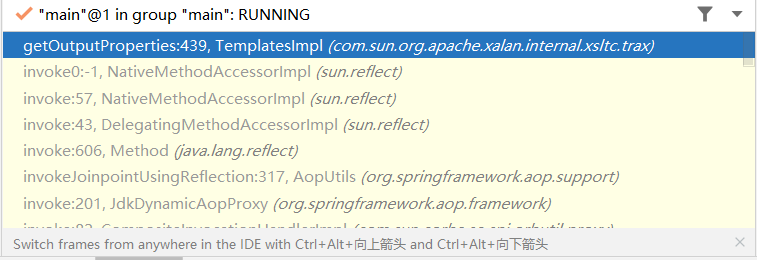 "main"@1 in group "main": RUNNING
getOutputProperties:439, TemplatesImpl (com.sun.org.apache.xalan.internal.xsltc.trax)
invoke0:-1, NativeMethodAccessorImpl (sun.reflect)
invoke:57, NativeMethodAccessorImpl (sun.reflect)
invoke:43, DelegatingMethodAccessorImpl (sun.reflect)
invoke:606, Method (java.lang.reflect)
invokeJoinpointUsingReflection:317, AopUtils (org.springframework.aop.support)
invoke:201, JdkDynamicAopProxy (org.springframework.aop.framework)
Switch frames from anywhere in the IDE with Ctrl+Alt+向上箭头 and Ctrl+Alt+向下箭头